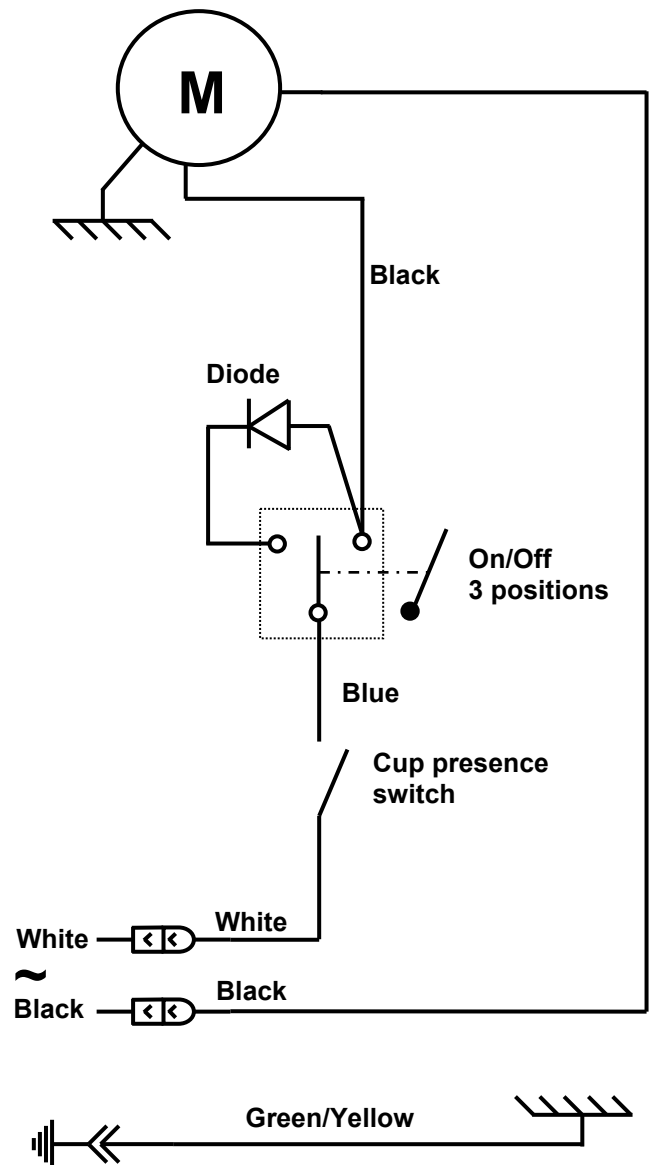 M
Black
Diode
On/Off
3 positions
Blue
Cup presence
switch
White
White
~
Black
Black
Green/Yellow